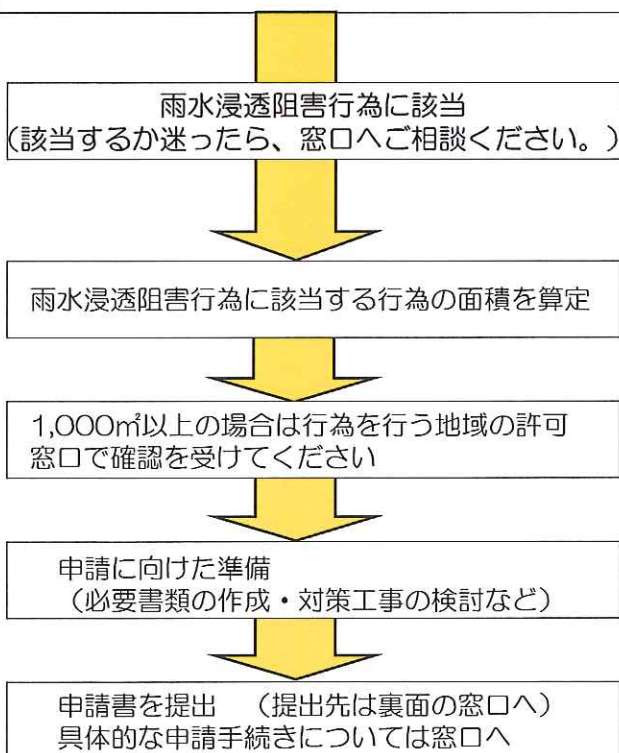 雨水浸透阻害行為に該当
(該当するか迷ったら、窓口へご相談ください。)
雨水浸透阻害行為に該当する行為の面積を算定
1,000㎡以上の場合は行為を行う地域の許可
窓口で確認を受けてください
申請に向けた準備
（必要書類の作成・対策工事の検討など）
申請書を提出　（提出先は裏面の窓口へ）
具体的な申請手続きについては窓口へ